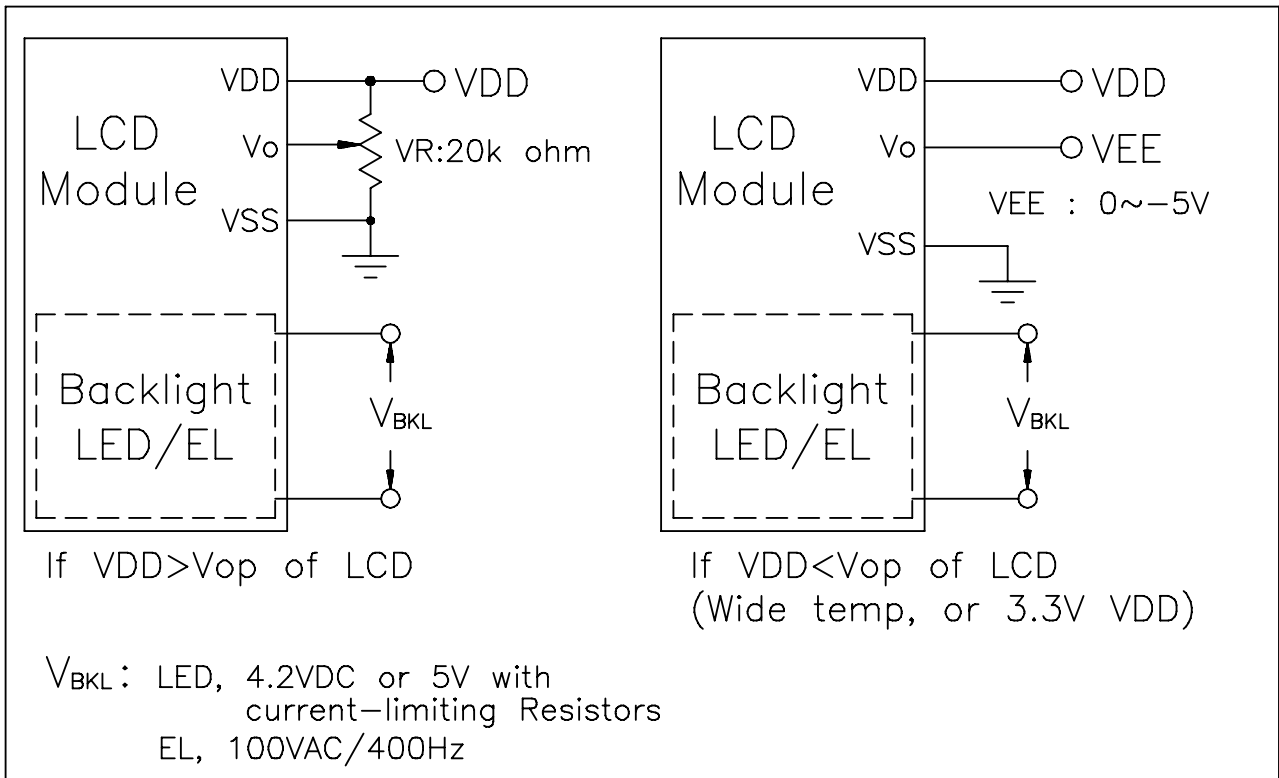 VDD
VDD
LCD
Module
Vo
VR:20k ohm
VSS
Backlight
LED/EL
VBKL
If VDD>Vop of LCD
VDD
VDD
LCD
Module
Vo
VEE
VEE : 0~-5V
VSS
Backlight
LED/EL
VBKL
If VDD<Vop of LCD
(Wide temp, or 3.3V VDD)
VBKL: LED, 4.2VDC or 5V with
current-limiting Resistors
EL, 100VAC/400Hz